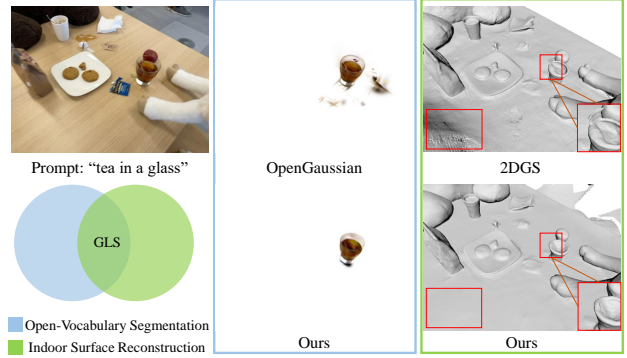 Prompt: “tea in a glass”
OpenGaussian
2DGS
GLS
Open-Vocabulary Segmentation
Indoor Surface Reconstruction
Ours
Ours